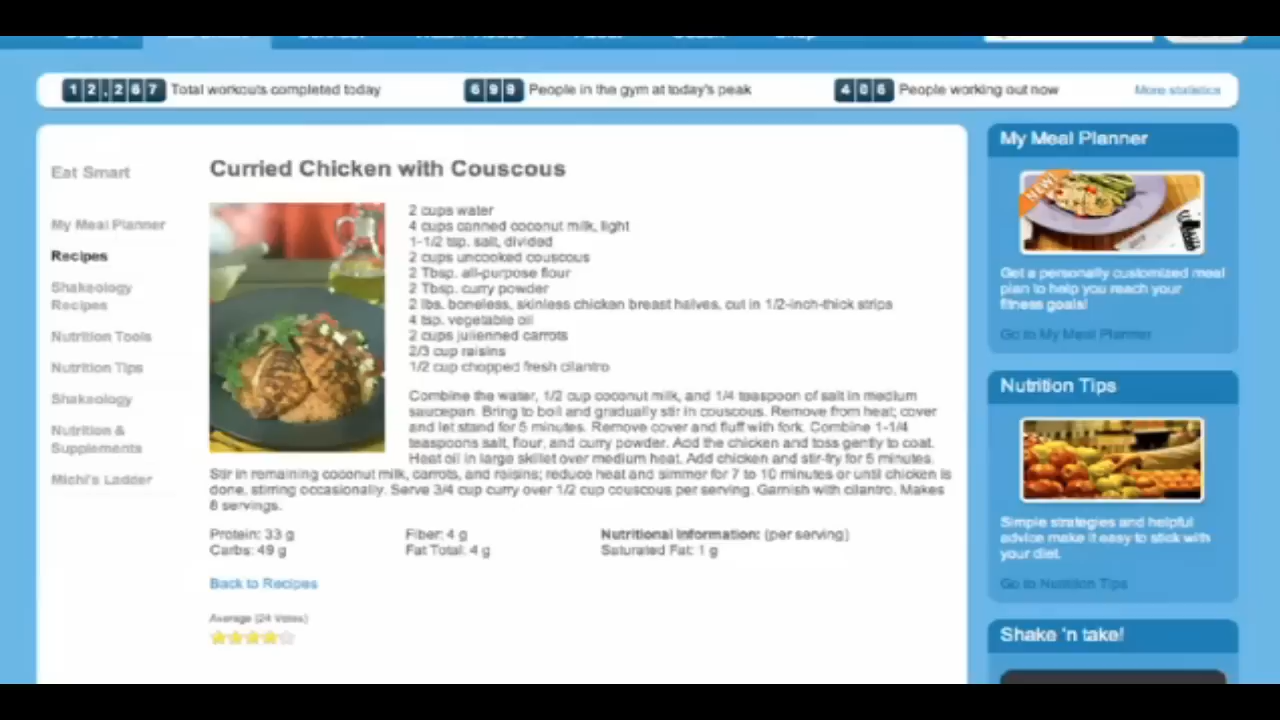 12,267 Total workouts completed today
699 People in the gym at today's peak
406 People working out now
More statistics
Eat Smart
My Meal Planner
Recipes
Shakeology
Recipes
Nutrition Tools
Nutrition Tips
Shakeology
Nutrition &
Supplements
Michi's Ladder
Curried Chicken with Couscous
2 cups water
4 cups canned coconut milk, light
1-1/2 tsp. salt, divided
2 cups uncooked couscous
2 Tbsp. all-purpose flour
2 Tbsp. curry powder
2 lbs. boneless, skinless chicken breast halves, cut in 1/2-inch-thick strips
4 tsp. vegetable oil
2 cups julienned carrots
2/3 cup raisins
1/2 cup chopped fresh cilantro
Combine the water, 1/2 cup coconut milk, and 1/4 teaspoon of salt in medium
saucepan. Bring to boil and gradually stir in couscous. Remove from heat; cover
and let stand for 5 minutes. Remove cover and fluff with fork. Combine 1-1/4
teaspoons salt, flour, and curry powder. Add the chicken and toss gently to coat.
Heat oil in large skillet over medium heat. Add chicken and stir-fry for 5 minutes.
Stir in remaining coconut milk, carrots, and raisins; reduce heat and simmer for 7 to 10 minutes or until chicken is
done, stirring occasionally. Serve 3/4 cup curry over 1/2 cup couscous per serving. Garnish with cilantro. Makes
8 servings.
Protein: 33 g
Fiber: 4 g
Nutritional Information: (per serving)
Carbs: 49 g
Fat Total: 4 g
Saturated Fat: 1 g
Back to Recipes
Average (24 Votes)
My Meal Planner
NEW!
Get a personally customized meal
plan to help you reach your
fitness goals!
Go to My Meal Planner
Nutrition Tips
Simple strategies and helpful
advice make it easy to stick with
your diet.
Go to Nutrition Tips
Shake 'n take!